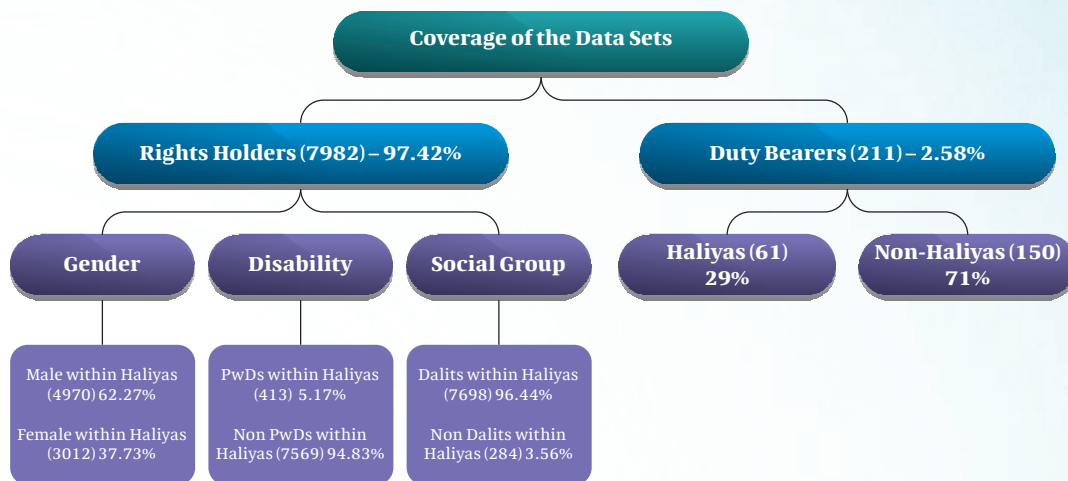 Coverage of the Data Sets
Rights Holders (7982) – 97.42%
Duty Bearers (211) – 2.58%
Gender
Disability
Social Group
Haliyas (61)
29%
Non-Haliyas (150)
71%
Male within Haliyas
(4970) 62.27%
Female within Haliyas
(3012) 37.73%
PwDs within Haliyas
(413) 5.17%
Non PwDs within
Haliyas (7569) 94.83%
Dalits within Haliyas
(7698) 96.44%
Non Dalits within
Haliyas (284) 3.56%